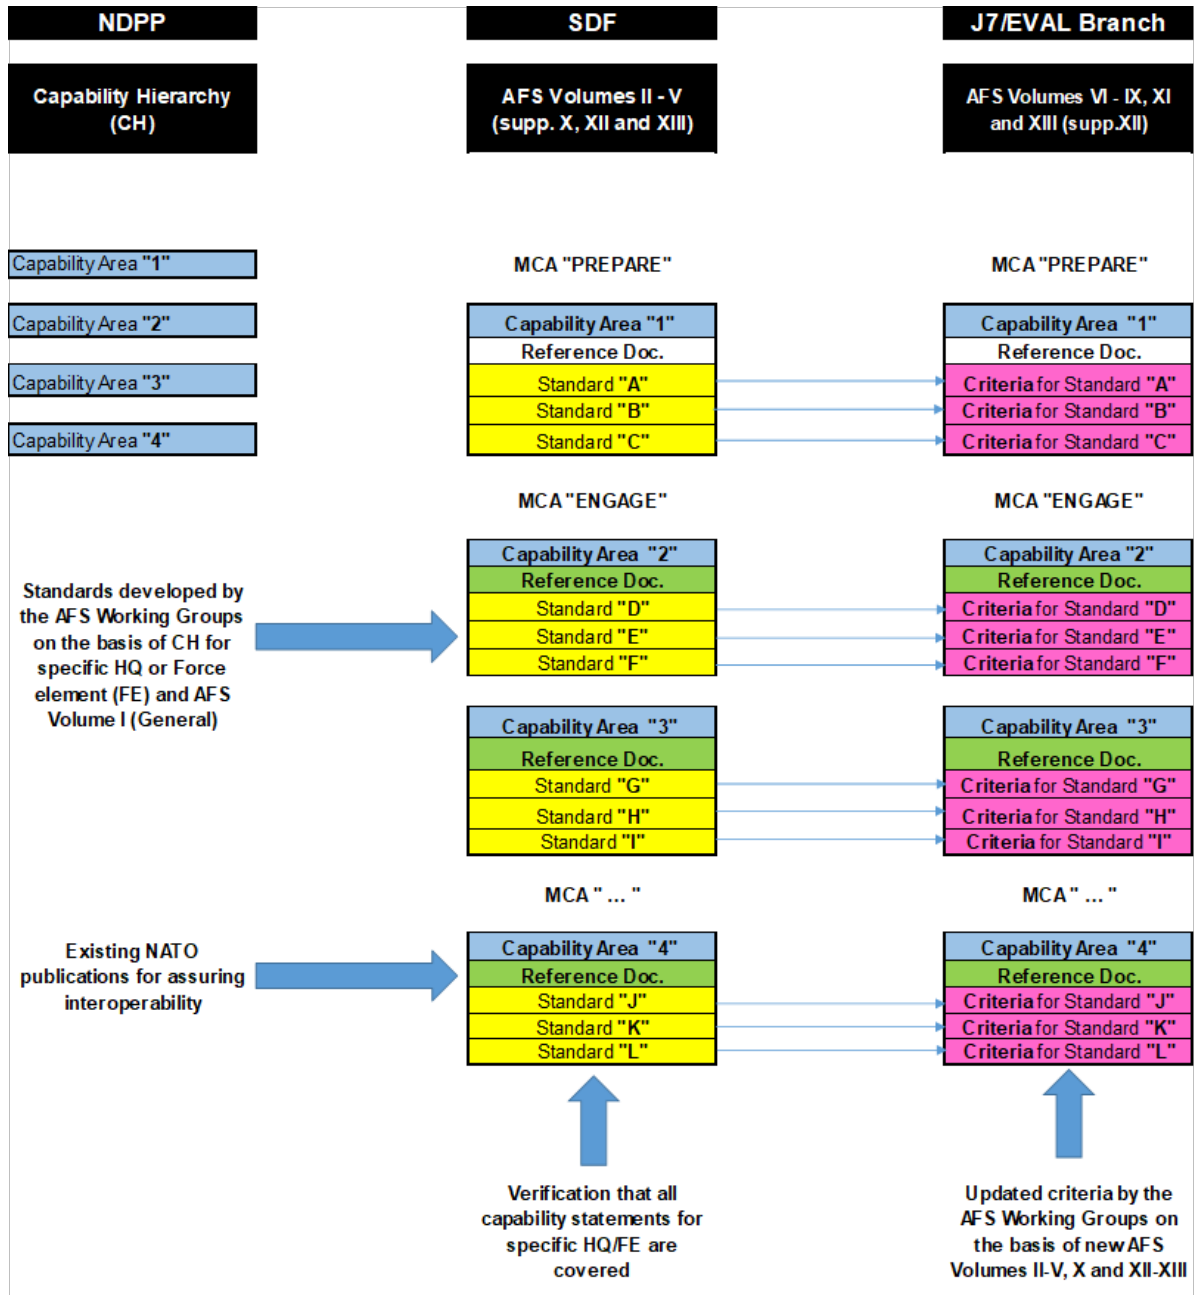 NDPP
SDF
J7/EVAL Branch
Capability Hierarchy
(CH)
AFS Volumes II - V
(supp. X, XII and XIII)
AFS Volumes VI - IX, XI
and XIII (supp.XII)
Capability Area "1"
Capability Area "2"
Capability Area "3"
Capability Area "4"
MCA "PREPARE"
MCA "PREPARE"
Capability Area "1"
Reference Doc.
Standard "A"
Standard "B"
Standard "C"
Capability Area "1"
Reference Doc.
Criteria for Standard "A"
Criteria for Standard "B"
Criteria for Standard "C"
MCA "ENGAGE"
MCA "ENGAGE"
Standards developed by
the AFS Working Groups
on the basis of CH for
specific HQ or Force
element (FE) and AFS
Volume I (General)
Capability Area "2"
Reference Doc.
Standard "D"
Standard "E"
Standard "F"
Capability Area "2"
Reference Doc.
Criteria for Standard "D"
Criteria for Standard "E"
Criteria for Standard "F"
Capability Area "3"
Reference Doc.
Standard "G"
Standard "H"
Standard "I"
Capability Area "3"
Reference Doc.
Criteria for Standard "G"
Criteria for Standard "H"
Criteria for Standard "I"
MCA " ... "
MCA " ... "
Existing NATO
publications for assuring
interoperability
Capability Area "4"
Reference Doc.
Standard "J"
Standard "K"
Standard "L"
Capability Area "4"
Reference Doc.
Criteria for Standard "J"
Criteria for Standard "K"
Criteria for Standard "L"
Verification that all
capability statements for
specific HQ/FE are
covered
Updated criteria by the
AFS Working Groups on
the basis of new AFS
Volumes II-V, X and XII-XIII